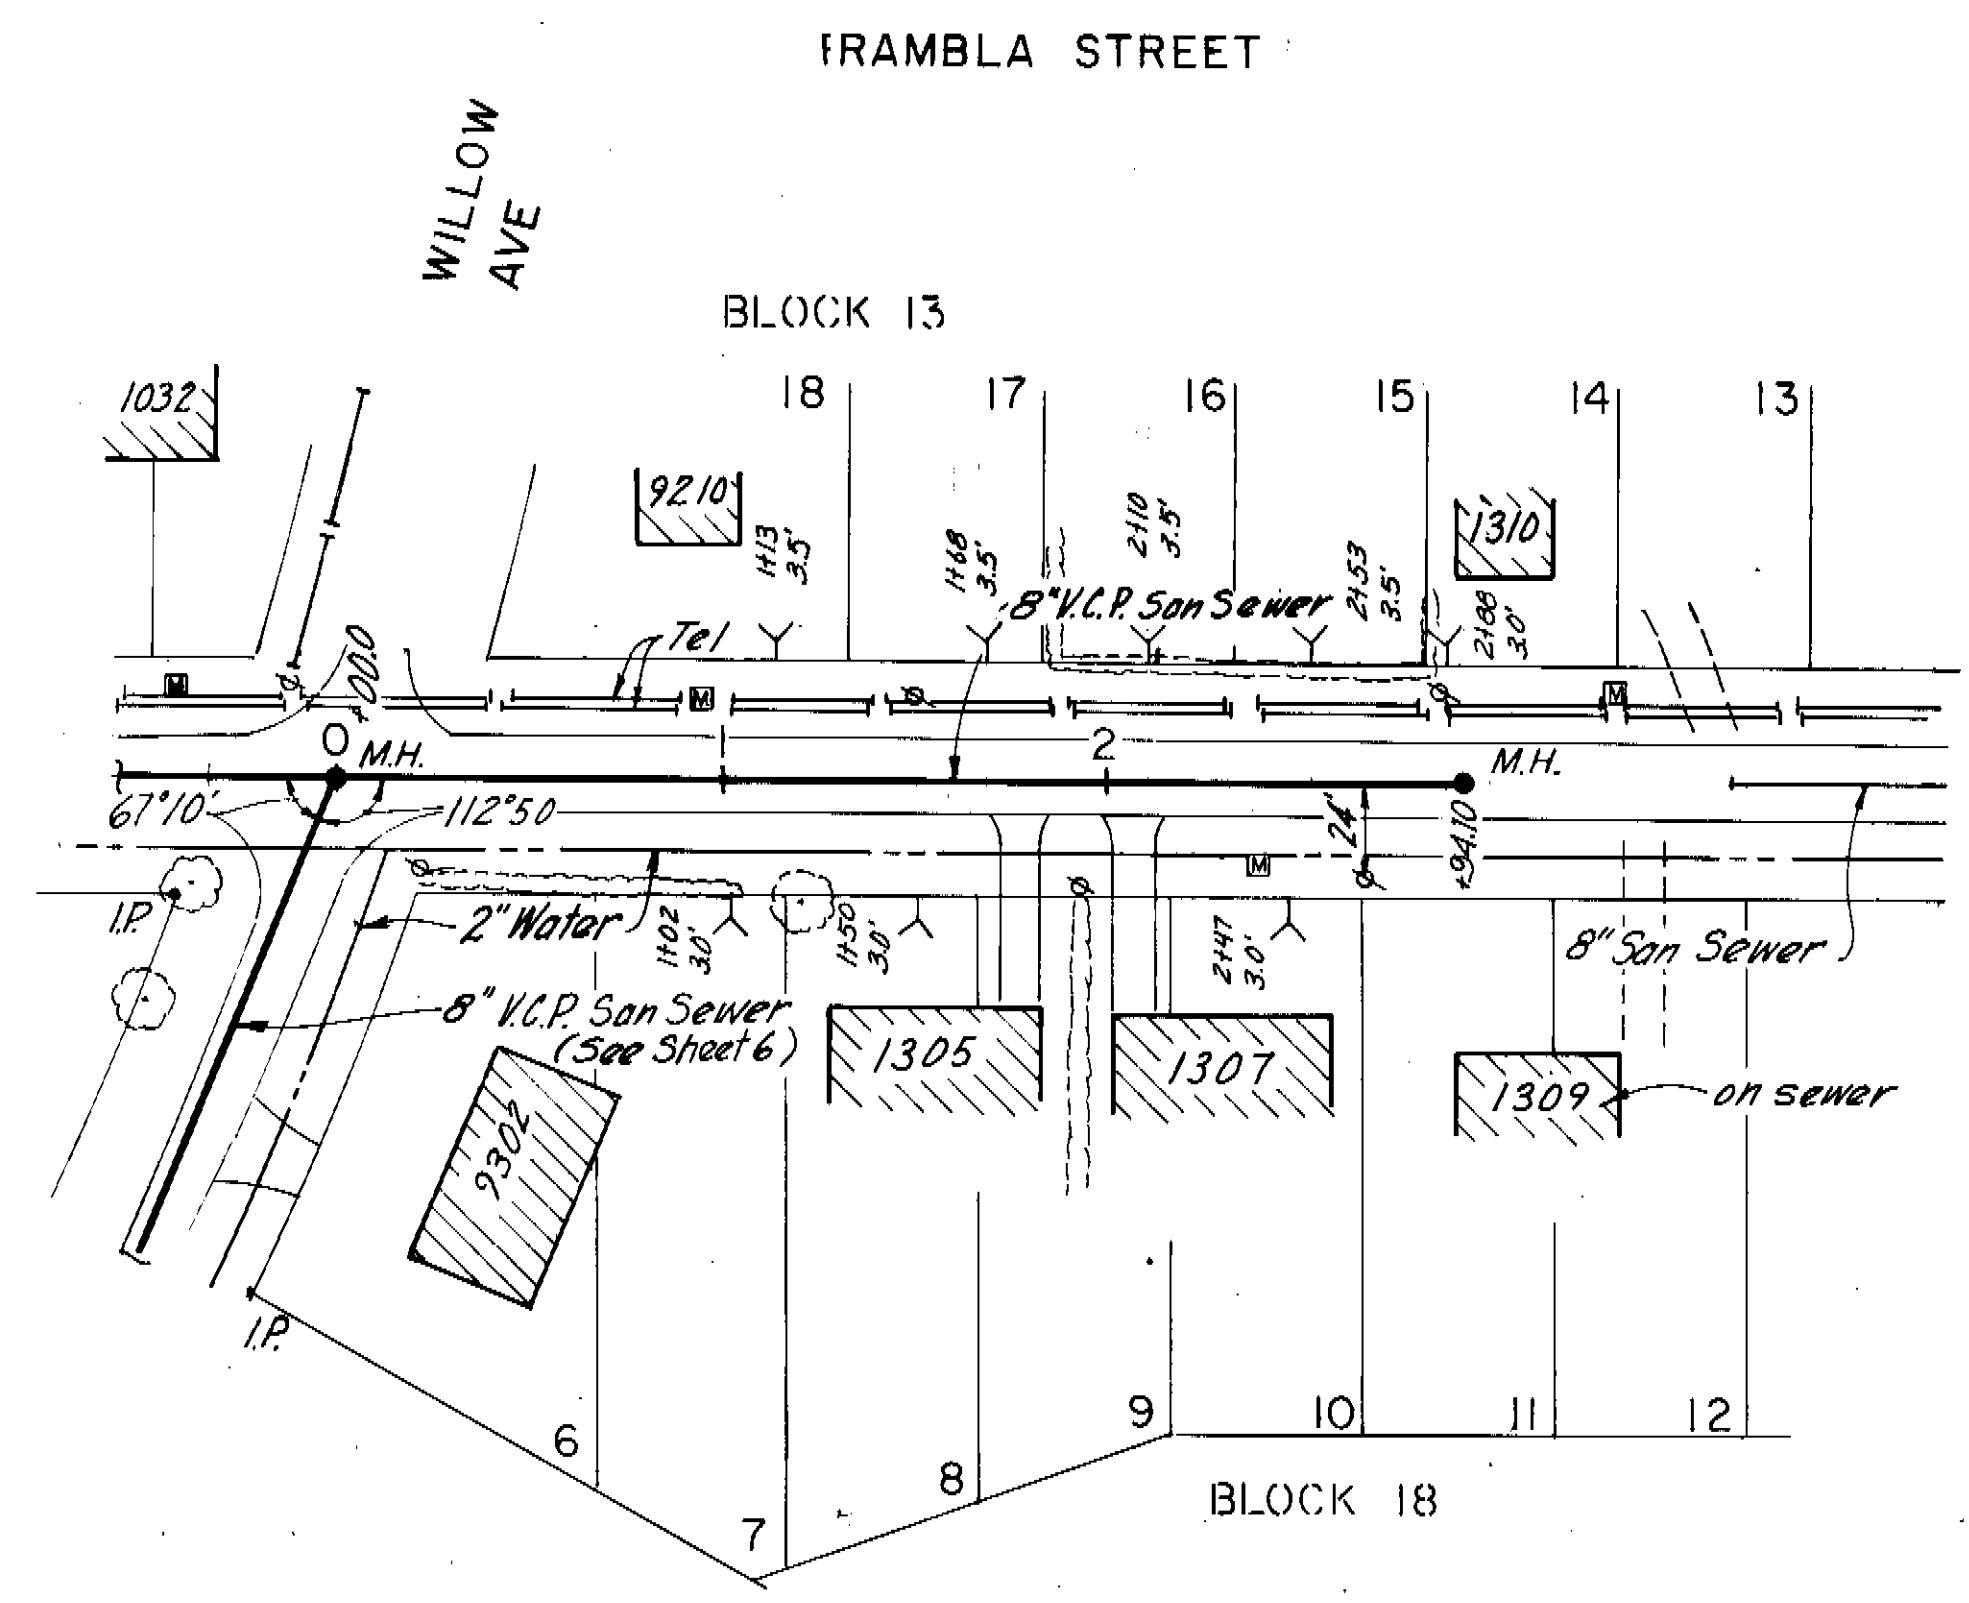 RAMBLA STREET
WILLOW
AVE
BLOCK 13
1032
18
17
16
15
14
13
9210
1310
1+13
3.5'
1+68
3.5'
2+10
3.5'
2+53
3.5'
2+88
3.0'
8" V.C.P. San Sewer
Tel
+00.0
M
M
M
0
M.H.
2
M.H.
67°10'
112°50
24'
+94.10
M
I.P.
2" Water
1+02
3.0'
1+50
3.0'
2+47
3.0'
8" San Sewer
8" V.C.P. San Sewer
(See Sheet 6)
1305
1307
1309
on sewer
9302
I.P.
6
7
8
9
10
11
12
BLOCK 18